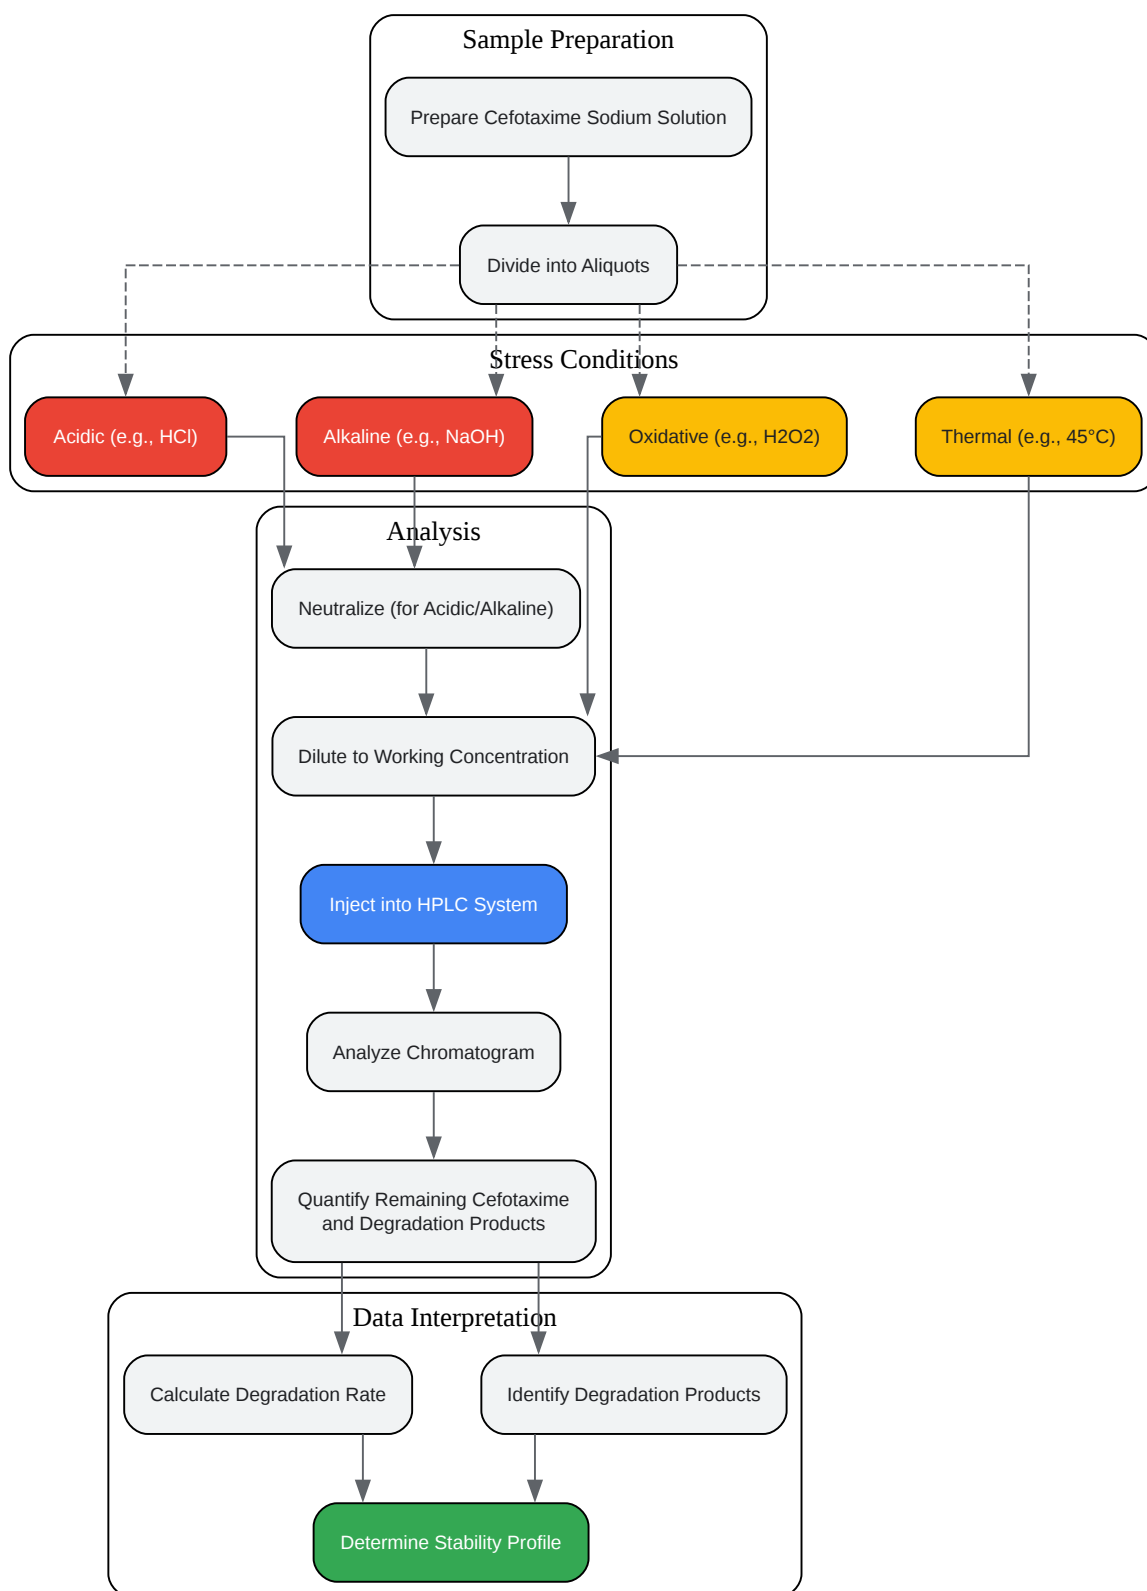 Sample Preparation
Prepare Cefotaxime Sodium Solution
Divide into Aliquots
Stress Conditions
Acidic (e.g., HCl)
Alkaline (e.g., NaOH)
Oxidative (e.g., H2O2)
Thermal (e.g., 45°C)
Analysis
Neutralize (for Acidic/Alkaline)
Dilute to Working Concentration
Inject into HPLC System
Analyze Chromatogram
Quantify Remaining Cefotaxime
and Degradation Products
Data Interpretation
Calculate Degradation Rate
Identify Degradation Products
Determine Stability Profile